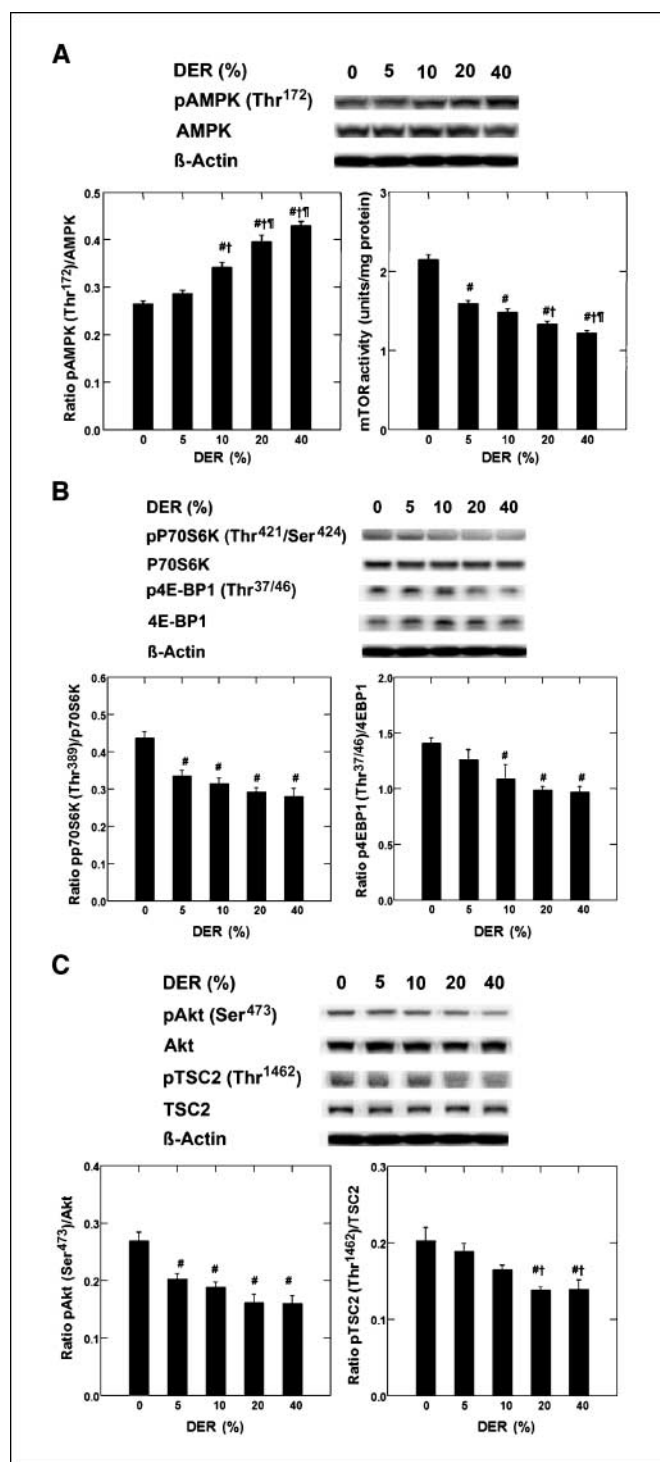 A
DER (%) 0 5 10 20 40
pAMPK (Thr172)
AMPK
ß-Actin
Ratio pAMPK (Thr172)/AMPK
0.5
0.4
0.3
0.1
0.0
#†
#†¶
#†¶
0 5 10 20 40
DER (%)
mTOR activity (units/mg protein)
3
2
1
0
#
#
#†
#†¶
0 5 10 20 40
DER (%)
B
DER (%) 0 5 10 20 40
pP70S6K (Thr421/Ser424)
P70S6K
p4E-BP1 (Thr37/46)
4E-BP1
ß-Actin
Ratio pp70S6K (Thr389)/p70S6K
0.6
0.5
0.4
0.3
0.2
0.1
0.0
#
#
#
#
0 5 10 20 40
DER (%)
Ratio p4EBP1 (Thr37/46)/4EBP1
2.0
1.5
1.0
0.5
0.0
#
#
#
0 5 10 20 40
DER (%)
C
DER (%) 0 5 10 20 40
pAkt (Ser473)
Akt
pTSC2 (Thr1462)
TSC2
ß-Actin
Ratio pAkt (Ser473)/Akt
0.4
0.3
0.1
0.0
#
#
#
#
0 5 10 20 40
DER (%)
Ratio pTSC2 (Thr1462)/TSC2
0.3
0.2
0.1
0.0
#†
#†
0 5 10 20 40
DER (%)